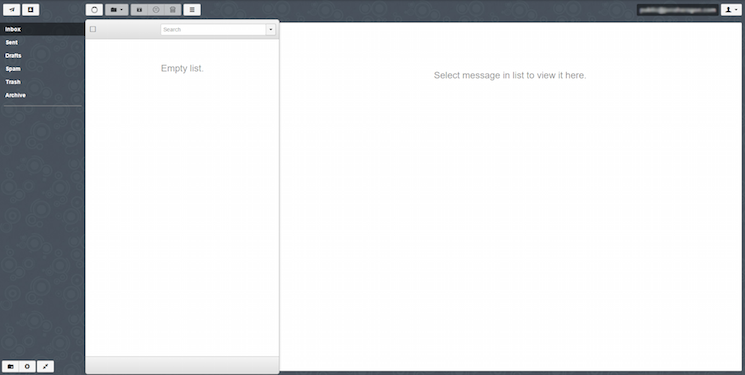 Inbox
Sent
Drafts
Spam
Trash
Archive
Search
Empty list.
Select message in list to view it here.